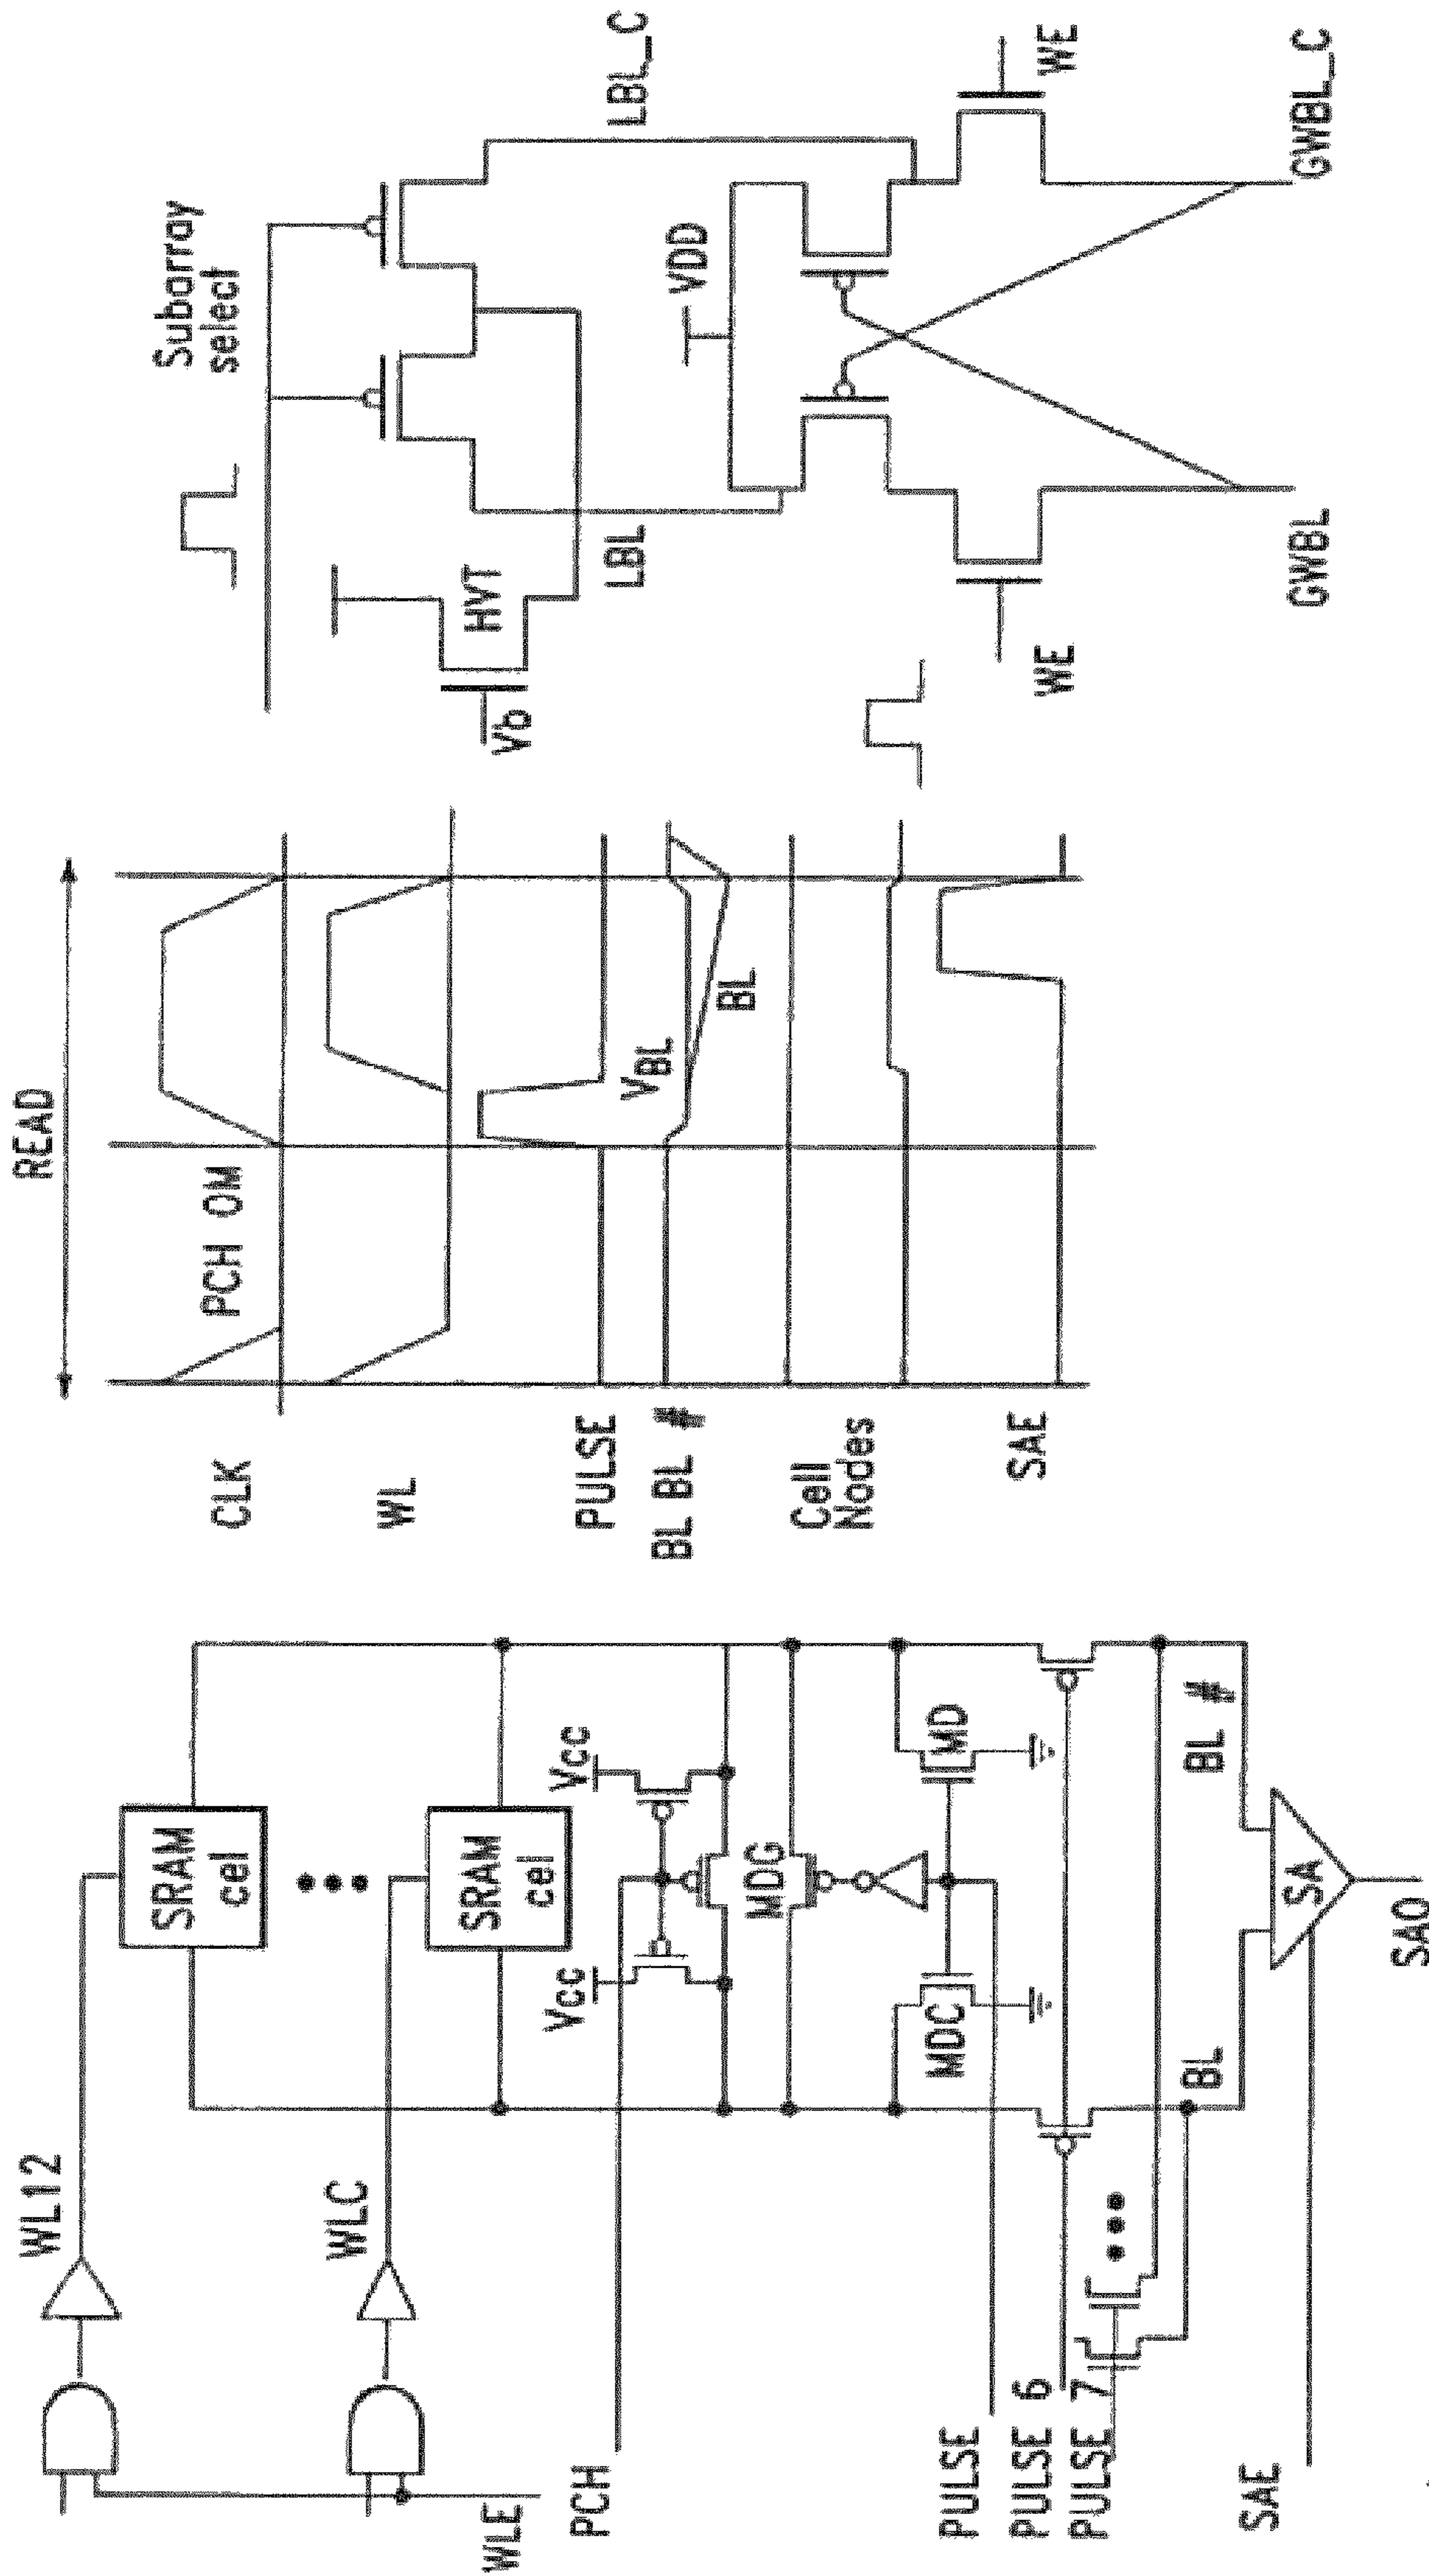 WL12
WLC
WLE
SRAM
cel
SRAM
cel
PCH
Vcc
Vcc
MDG
MDC
MD
PULSE
PULSE 6
PULSE 7
BL
BL #
SAE
SA
SAO
READ
CLK
PCH OM
WL
PULSE
BL BL #
VBL
BL
Cell
Nodes
SAE
Subarray
select
Vb
HVT
LBL
LBL_C
VDD
WE
WE
GWBL
GWBL_C